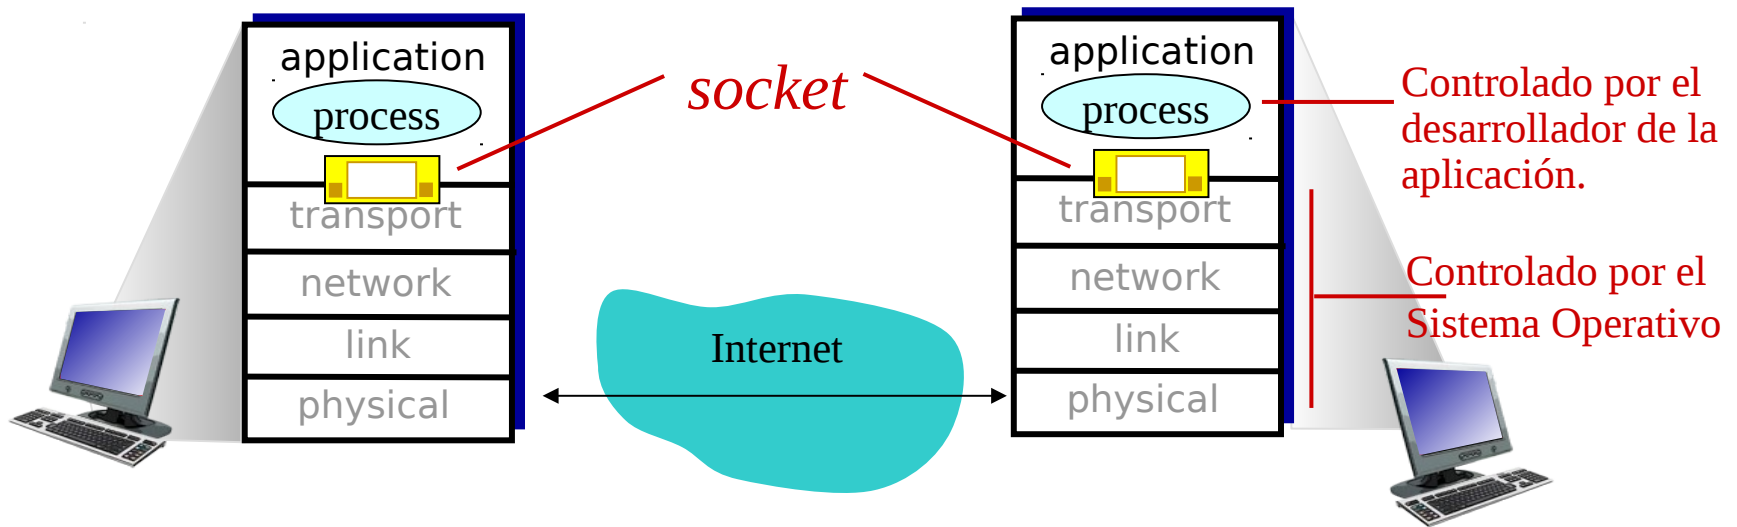 application
process
transport
network
link
physical
socket
Internet
application
process
transport
network
link
physical
Controlado por el
desarrollador de la
aplicación.
Controlado por el
Sistema Operativo